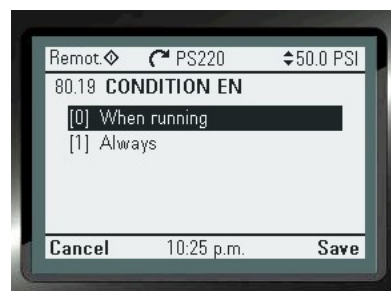 Remot. PS220 50.0 PSI
80.19 CONDITION EN
[0] When running
[1] Always
Cancel 10:25 p.m. Save